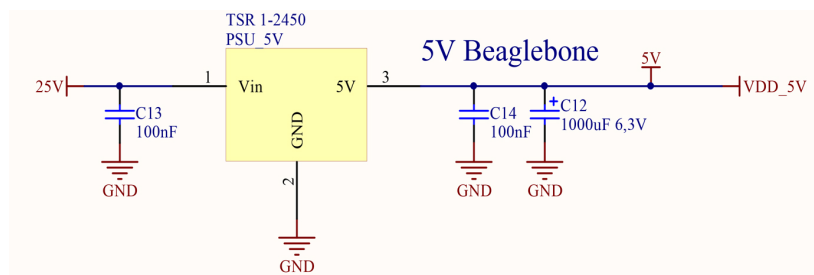 TSR 1-2450
PSU_5V
5V Beaglebone
25V
1
Vin
5V
3
5V
VDD_5V
C13
100nF
GND
C14
100nF
C12
1000uF 6,3V
2
GND
GND
GND
GND